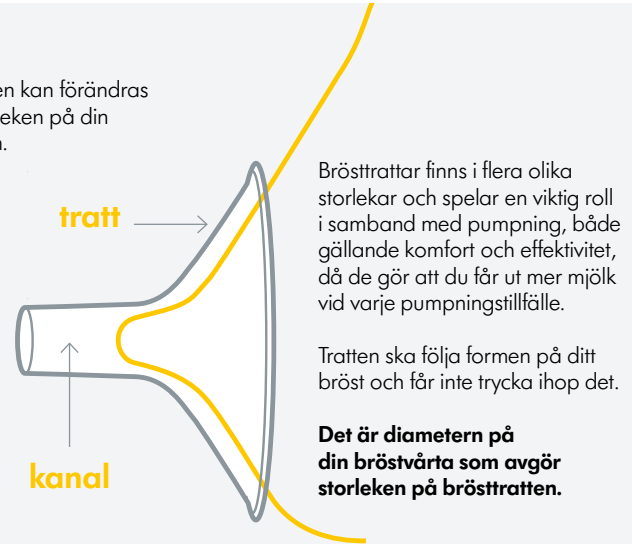 en kan förändras
eken på din
.
tratt
kanal
Brösttrattar finns i flera olika
storlekar och spelar en viktig roll
i samband med pumpning, både
gällande komfort och effektivitet,
då de gör att du får ut mer mjölk
vid varje pumpningstillfälle.
Tratten ska följa formen på ditt
bröst och får inte trycka ihop det.
Det är diametern på
din bröstvårta som avgör
storleken på brösttratten.